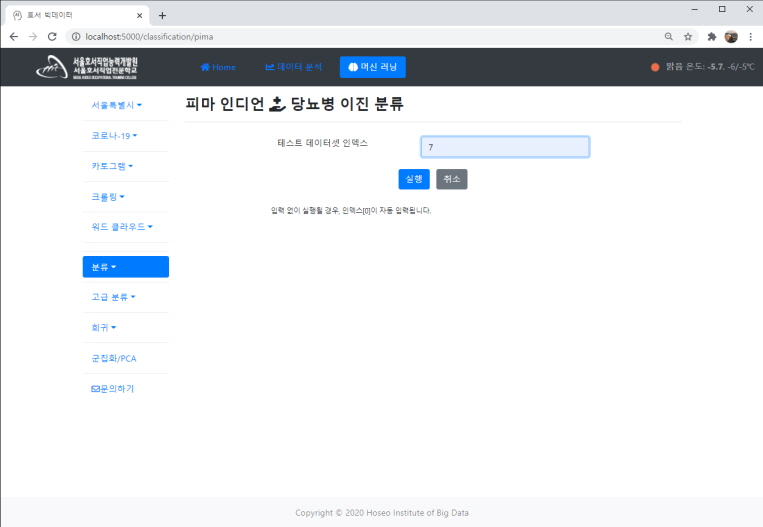 호서 빅데이터
localhost:5000/classification/pima
서울호서직업능력개발원
서울호서직업전문학교
Home
데이터 분석
머신 러닝
맑음 온도: -5.7, -6/-5℃
서울특별시
코로나-19
카토그램
크롤링
워드 클라우드
분류
고급 분류
회귀
군집화/PCA
문의하기
피마 인디언 당뇨병 이진 분류
테스트 데이터셋 인덱스
7
실행
취소
입력 없이 실행될 경우, 인덱스[0]이 자동 입력됩니다.
Copyright © 2020 Hoseo Institute of Big Data